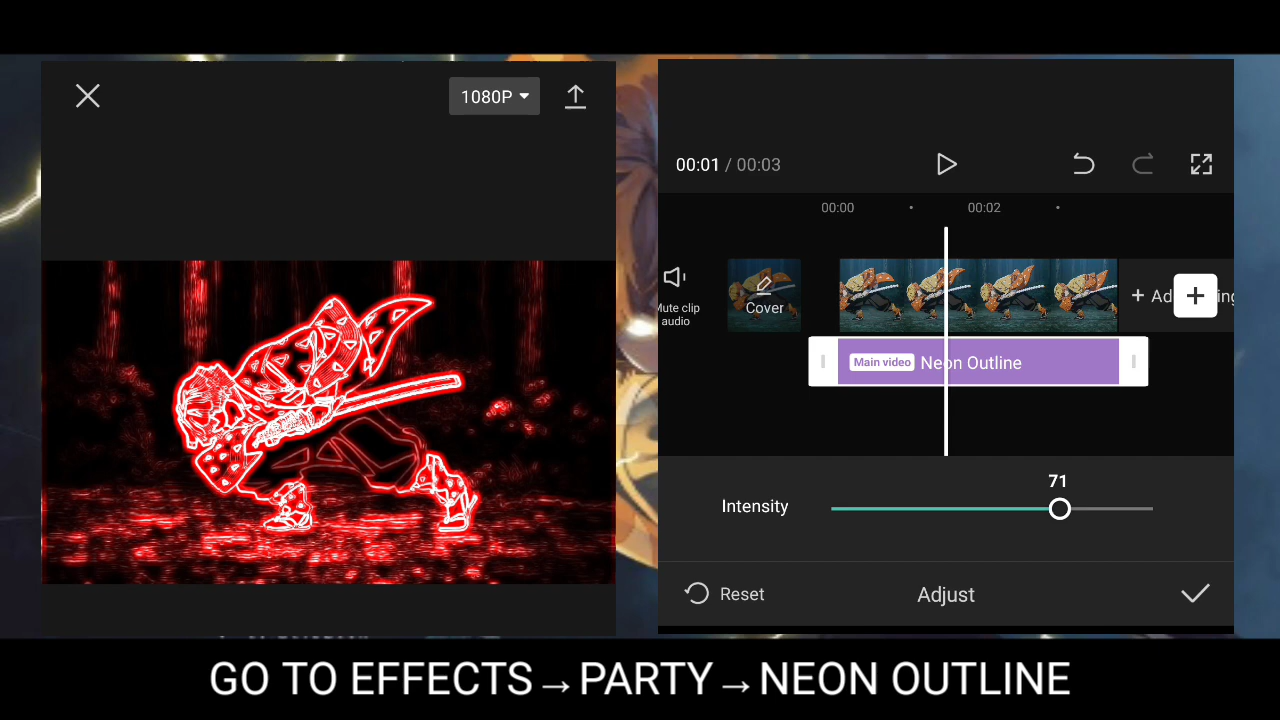 1080P
00:01 / 00:03
00:00
00:02
Mute clip
audio
Cover
+ Ad
Main video Neon Outline
71
Intensity
Reset
Adjust
GO TO EFFECTS→PARTY→NEON OUTLINE